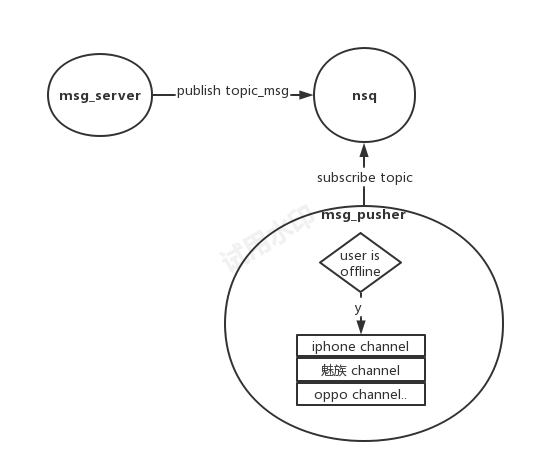 msg_server
publish topic_msg
nsq
subscribe topic
msg_pusher
试用水印
user is
offline
y
iphone channel
魅族 channel
oppo channel..